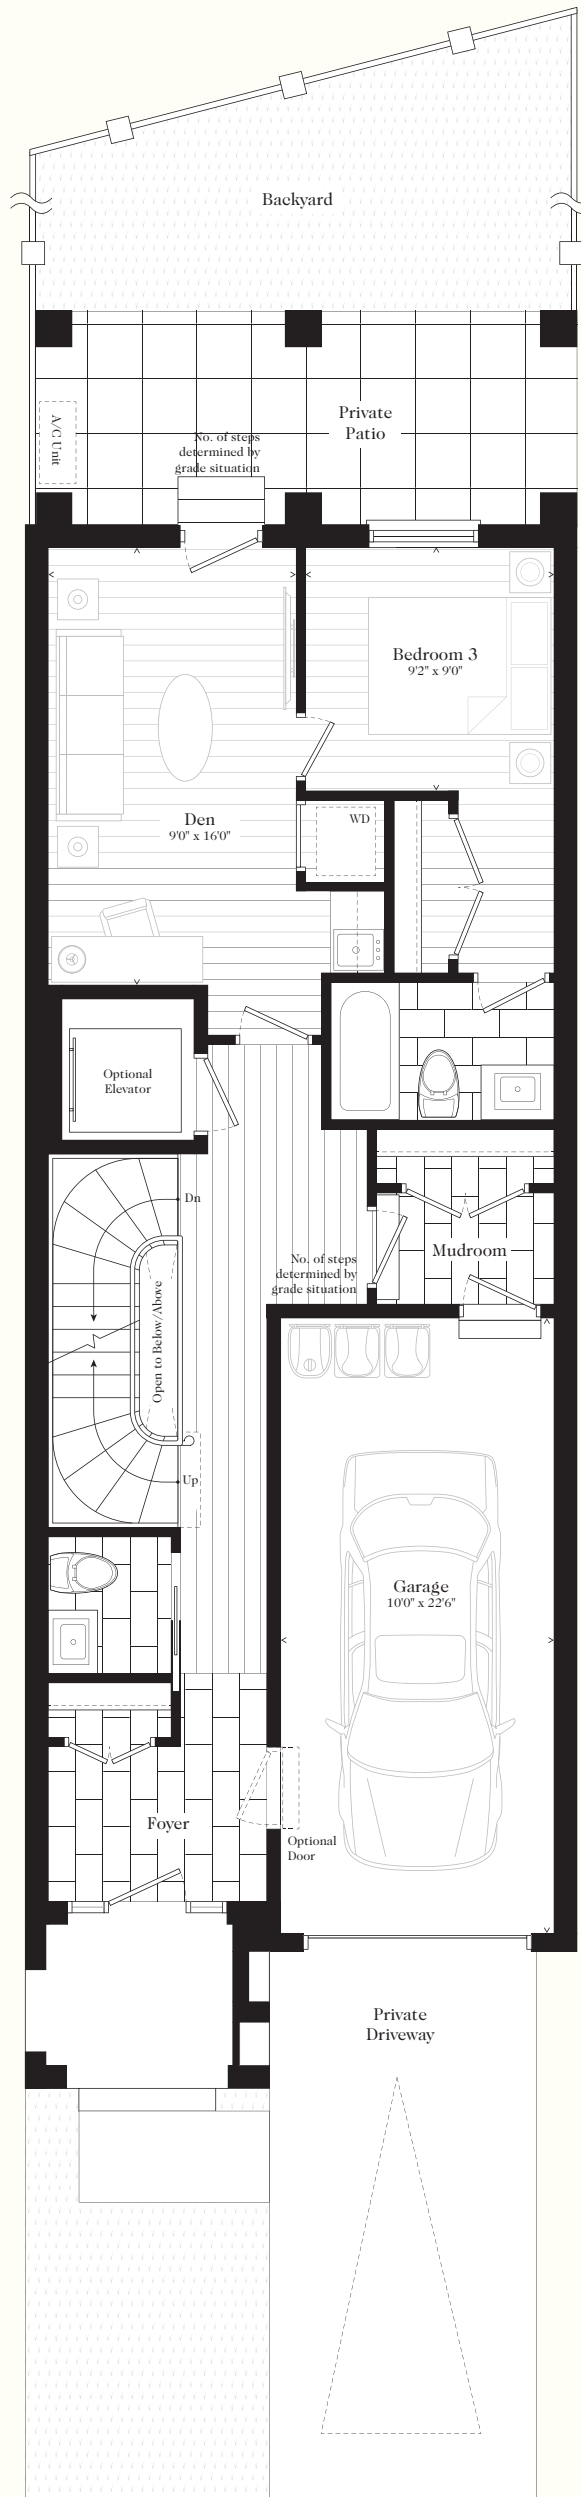 Backyard
Private
Patio
A/C Unit
No. of steps
determined by
grade situation
Bedroom 3
9'2" x 9'0"
Den
9'0" x 16'0"
WD
Optional
Elevator
Dn
Mudroom
No. of steps
determined by
grade situation
Open to Below/Above
Up
Garage
10'0" x 22'6"
Foyer
Optional
Door
Private
Driveway